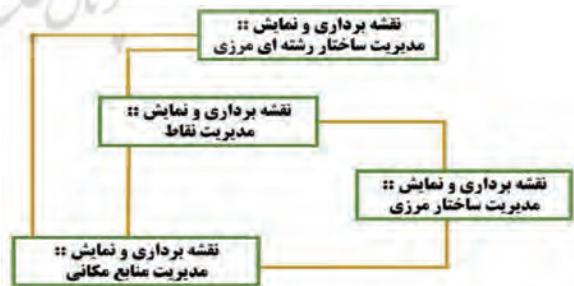 نقشه برداری و نمایش ::
مدیریت ساختار رشته ای مرزی
نقشه برداری و نمایش ::
مدیریت نقاط
نقشه برداری و نمایش ::
مدیریت ساختار مرزی
نقشه برداری و نمایش ::
مدیریت منابع مکانی